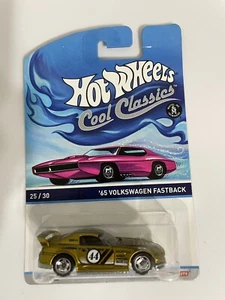 Hot Wheels
Cool Classics
25/30
'65 VOLKSWAGEN FASTBACK
44